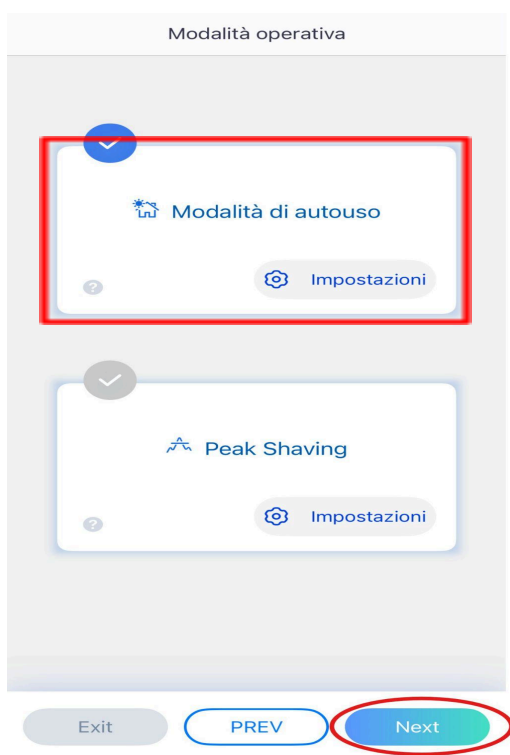 Modalità operativa
Modalità di autouso
?
Impostazioni
Peak Shaving
?
Impostazioni
Exit
PREV
Next